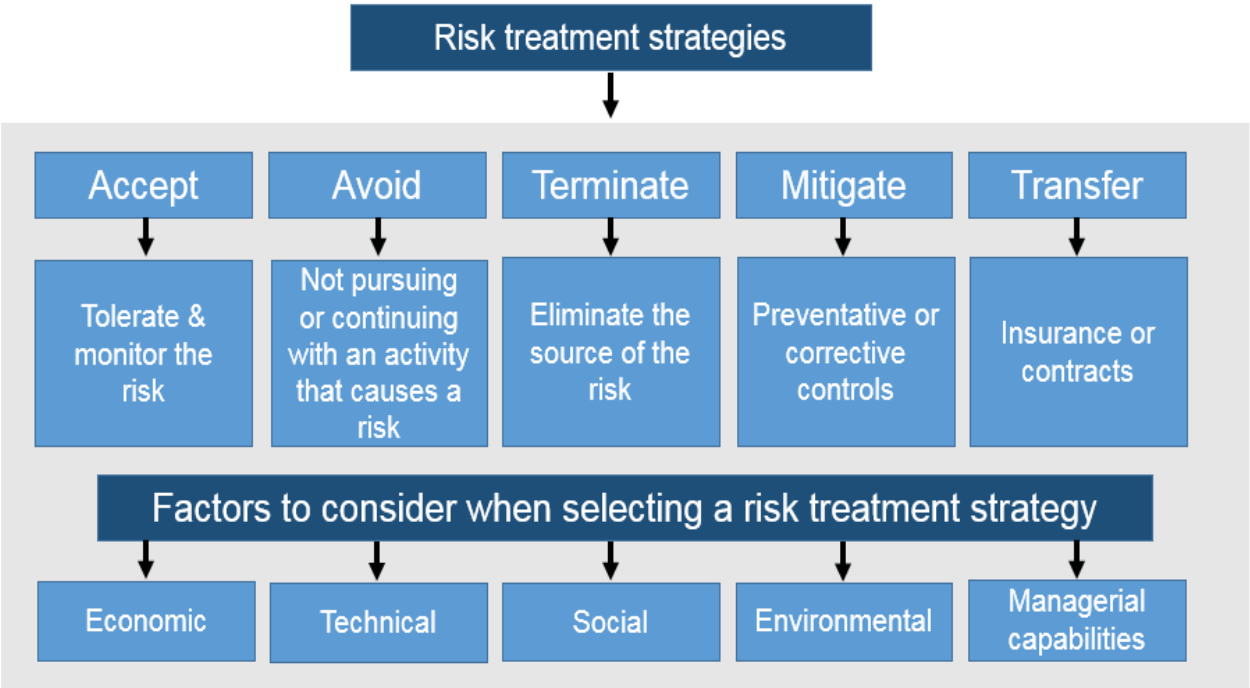 Risk treatment strategies
Accept
Avoid
Terminate
Mitigate
Transfer
Tolerate &
monitor the
risk
Not pursuing
or continuing
with an activity
that causes a
risk
Eliminate the
source of the
risk
Preventative or
corrective
controls
Insurance or
contracts
Factors to consider when selecting a risk treatment strategy
Economic
Technical
Social
Environmental
Managerial
capabilities